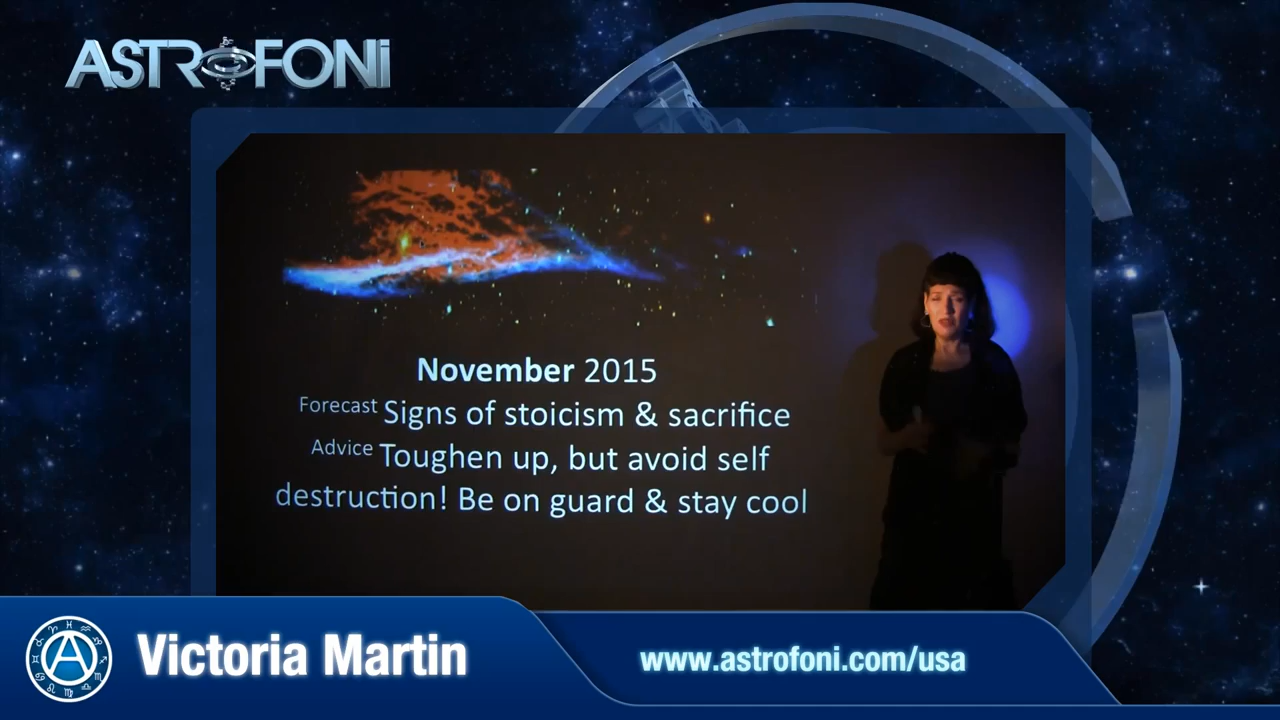 ASTROFONi
November 2015
Forecast Signs of stoicism & sacrifice
Advice Toughen up, but avoid self
destruction! Be on guard & stay cool
Victoria Martin
www.astrofoni.com/usa